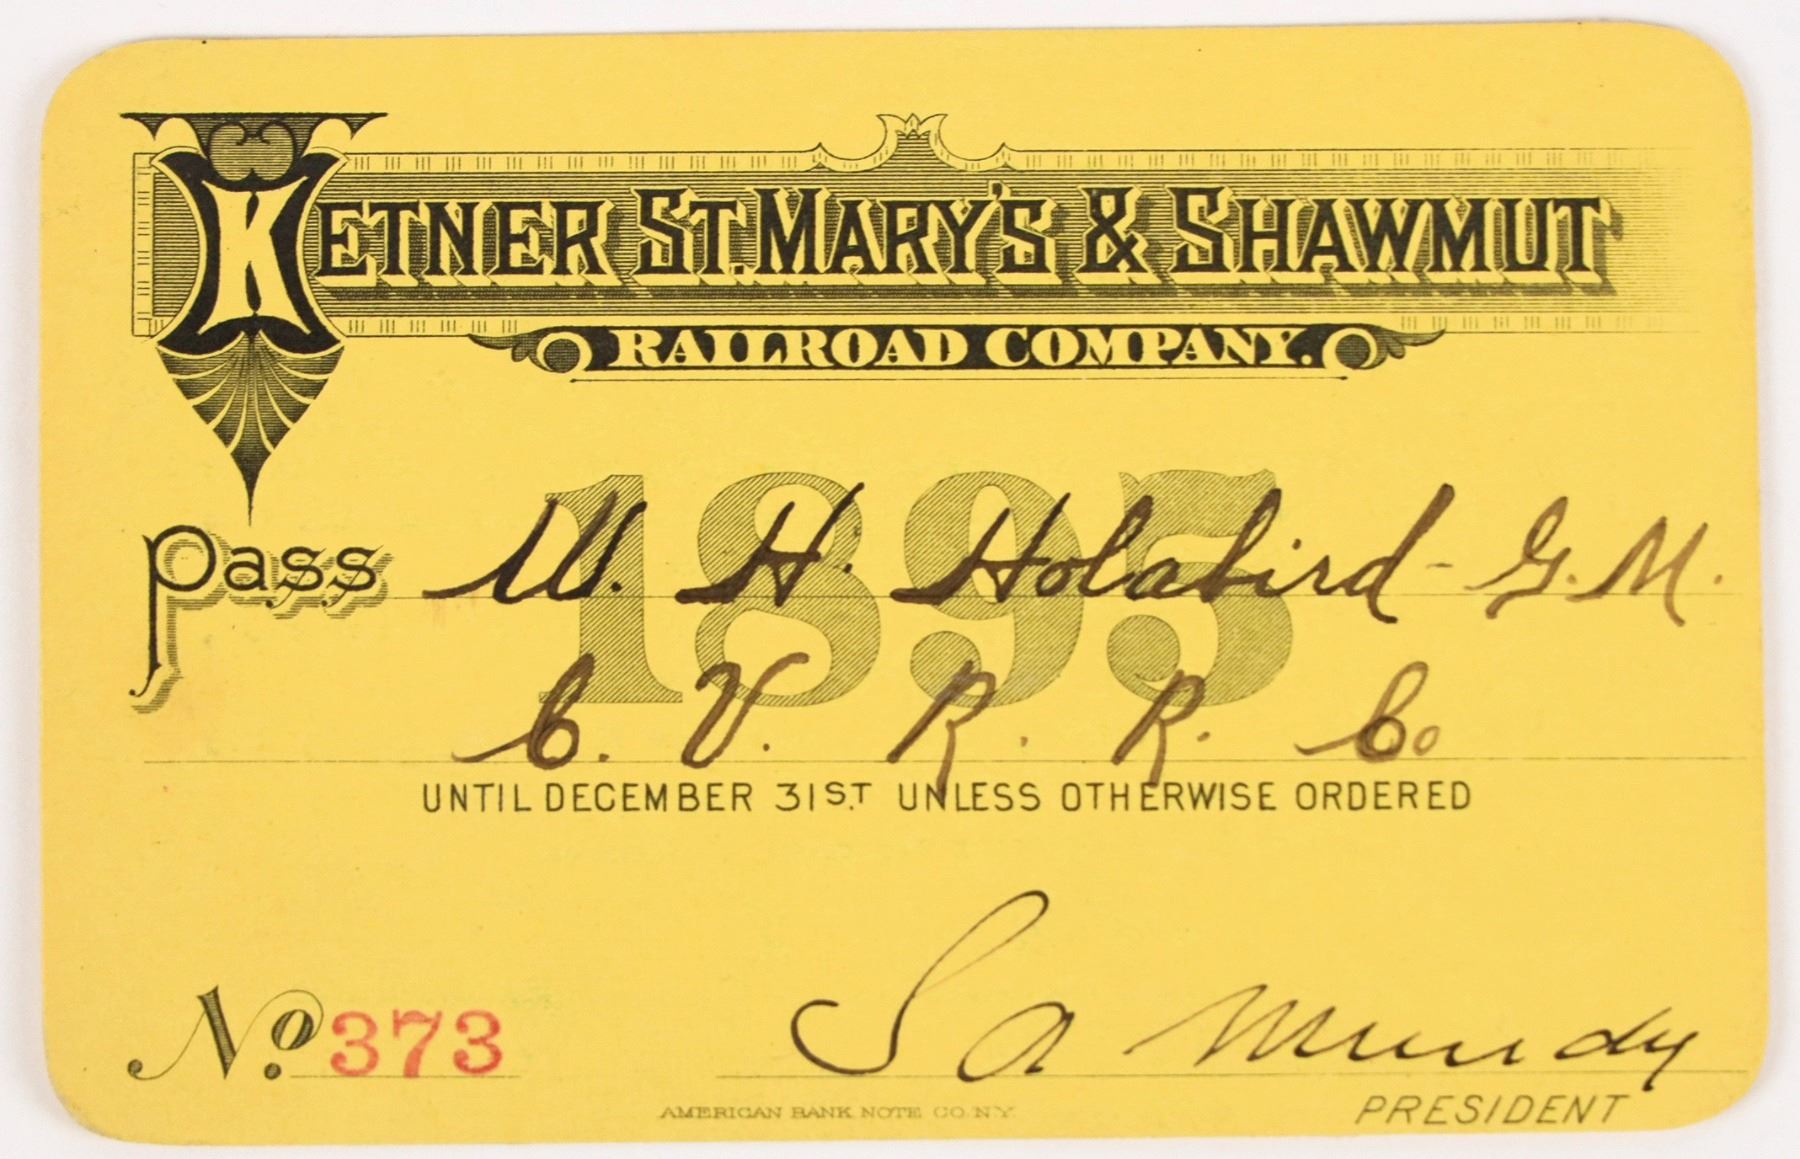 KETNER ST. MARY'S & SHAWMUT
RAILROAD COMPANY.
1895
Pass W. H. Holabird - G. M.
C. V. R. R. Co
UNTIL DECEMBER 31ST. UNLESS OTHERWISE ORDERED
No. 373
S a Mundy
PRESIDENT
AMERICAN BANK NOTE CO. N.Y.